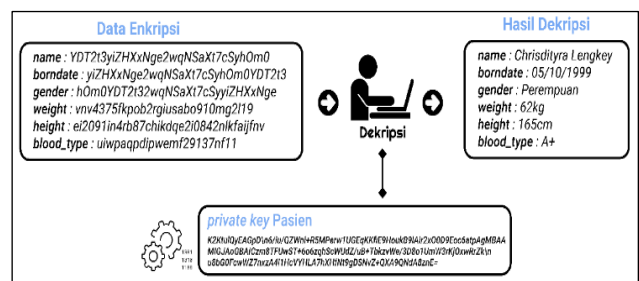 Data Enkripsi
name : YDT2t3yiZHXxNge2wqNSaXt7cSyhOm0
borndate : yiZHXxNge2wqNSaXt7cSyhOm0YDT2t3
gender : hOm0YDT2t32wqNSaXt7cSyyiZHXxNge
weight : vnv4375fkpob2rgiusabo910mg2l19
height : ei2091in4rb87chikdqe2i0842nlkfaijfnv
blood_type : uiwpaqpdipwemf29137nf11
Dekripsi
Hasil Dekripsi
name : Chrisdityra Lengkey
borndate : 05/10/1999
gender : Perempuan
weight : 62kg
height : 165cm
blood_type : A+
private key Pasien